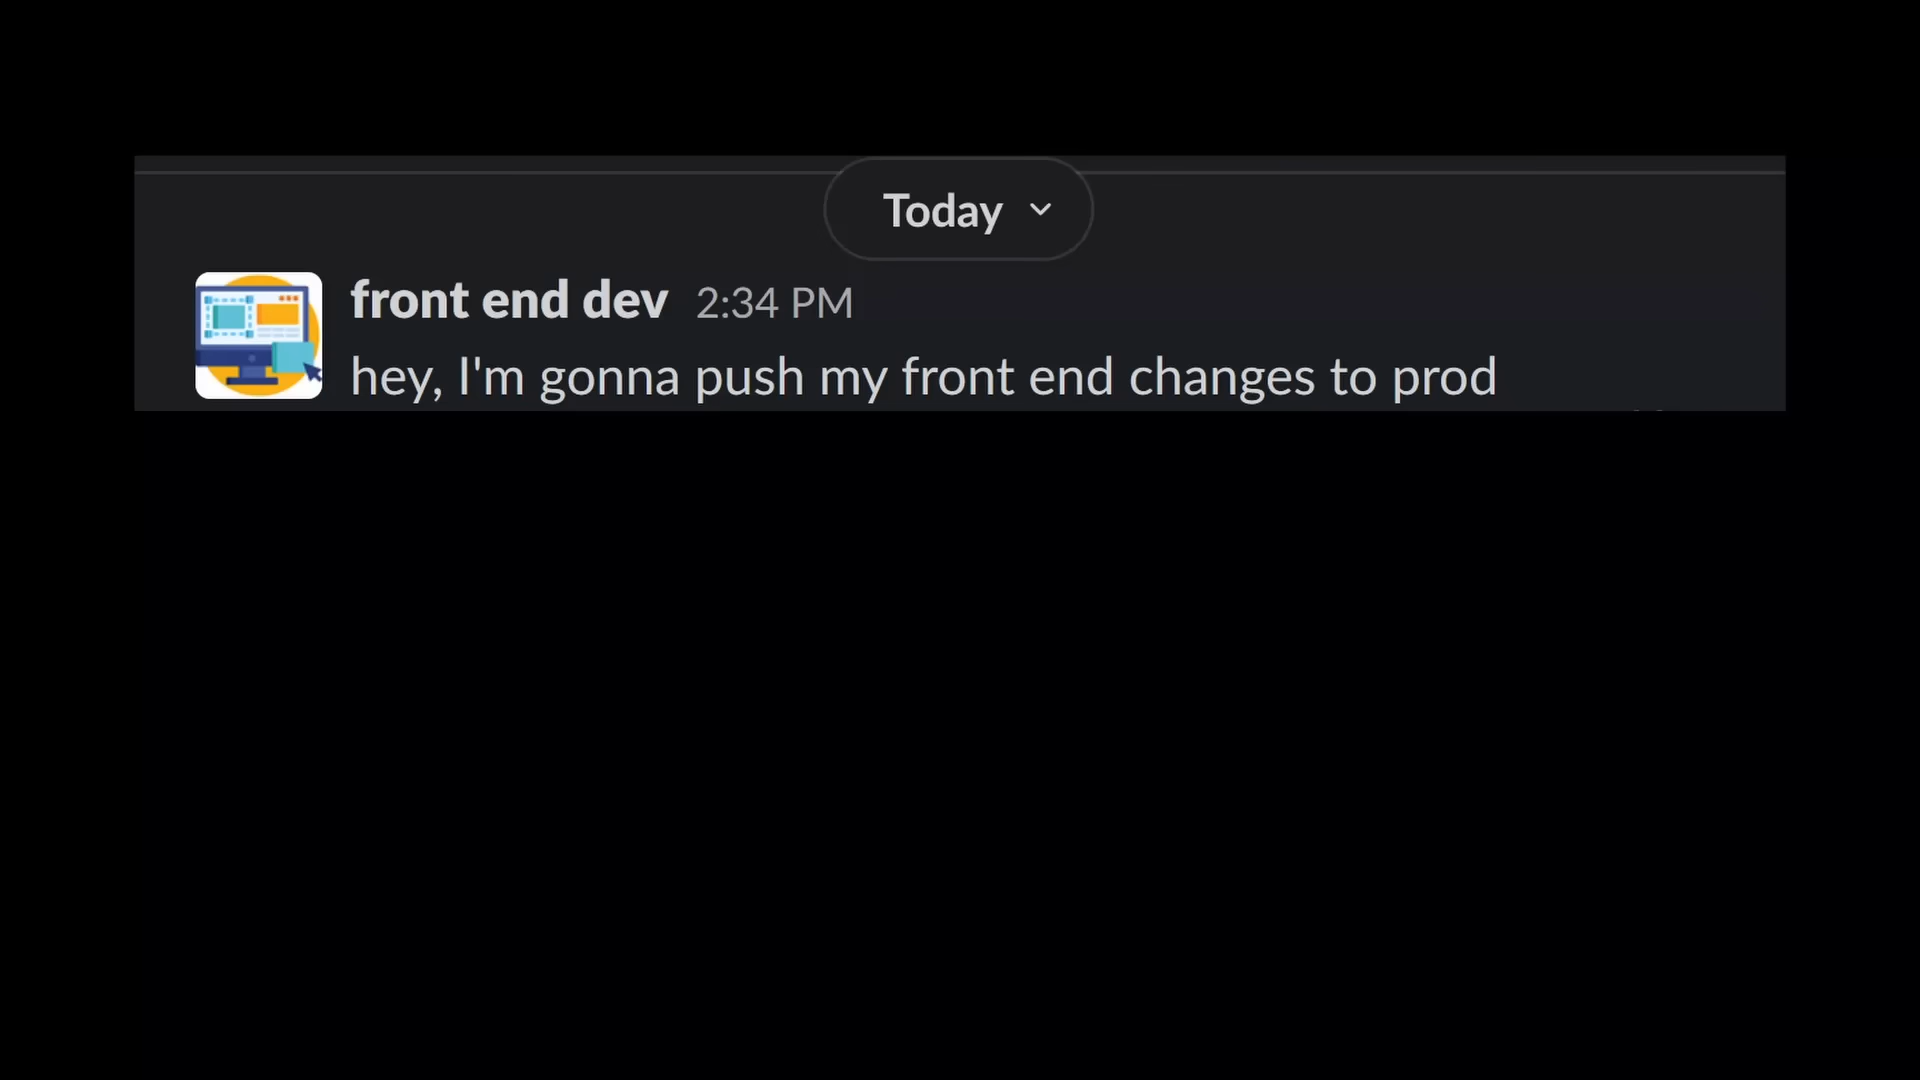 Today
front end dev 2:34 PM
hey, I'm gonna push my front end changes to prod